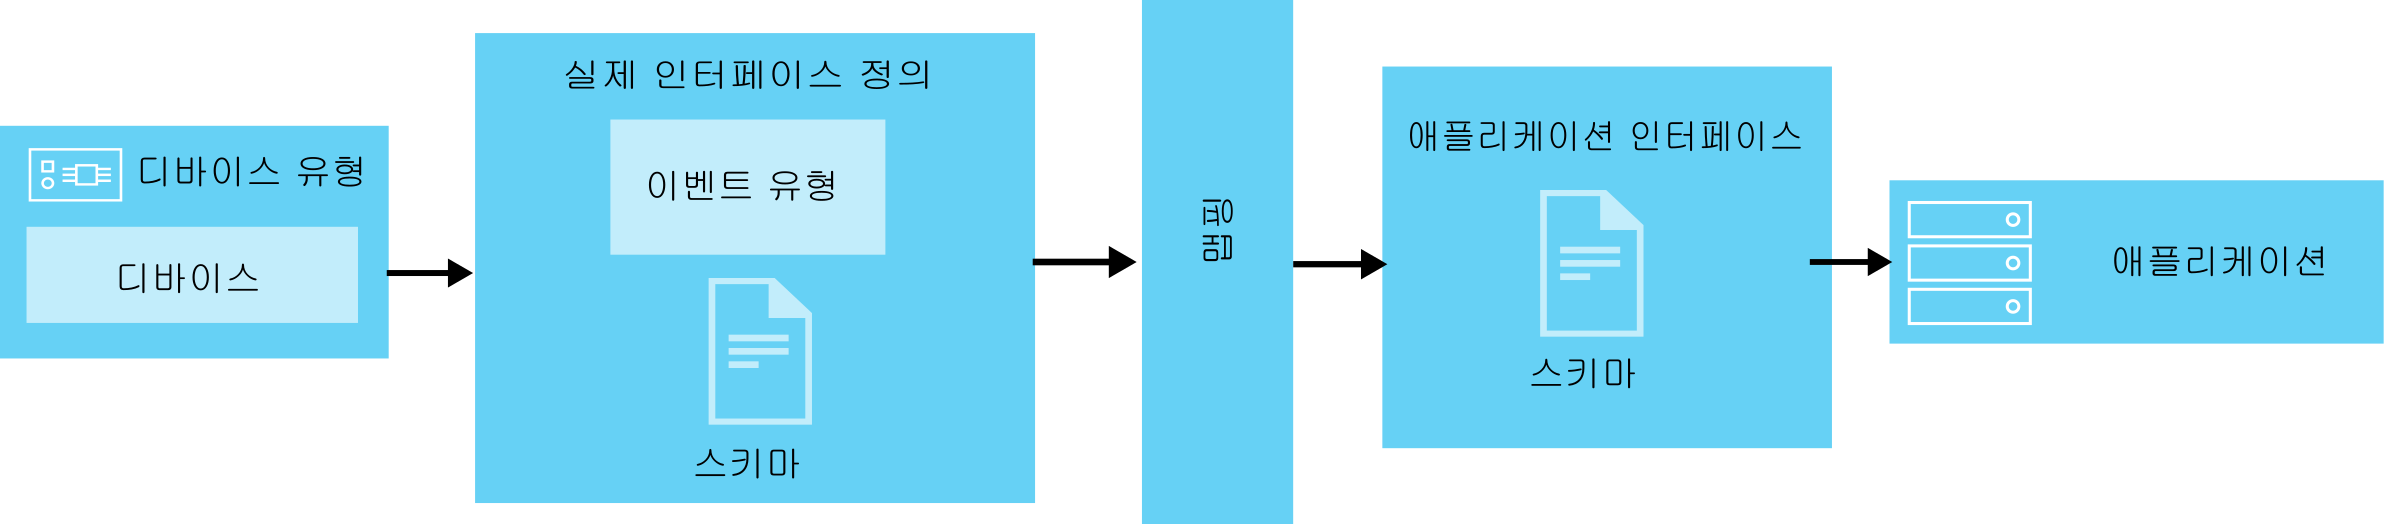 디바이스 유형
디바이스
실제 인터페이스 정의
이벤트 유형
스키마
맵핑
애플리케이션 인터페이스
스키마
애플리케이션